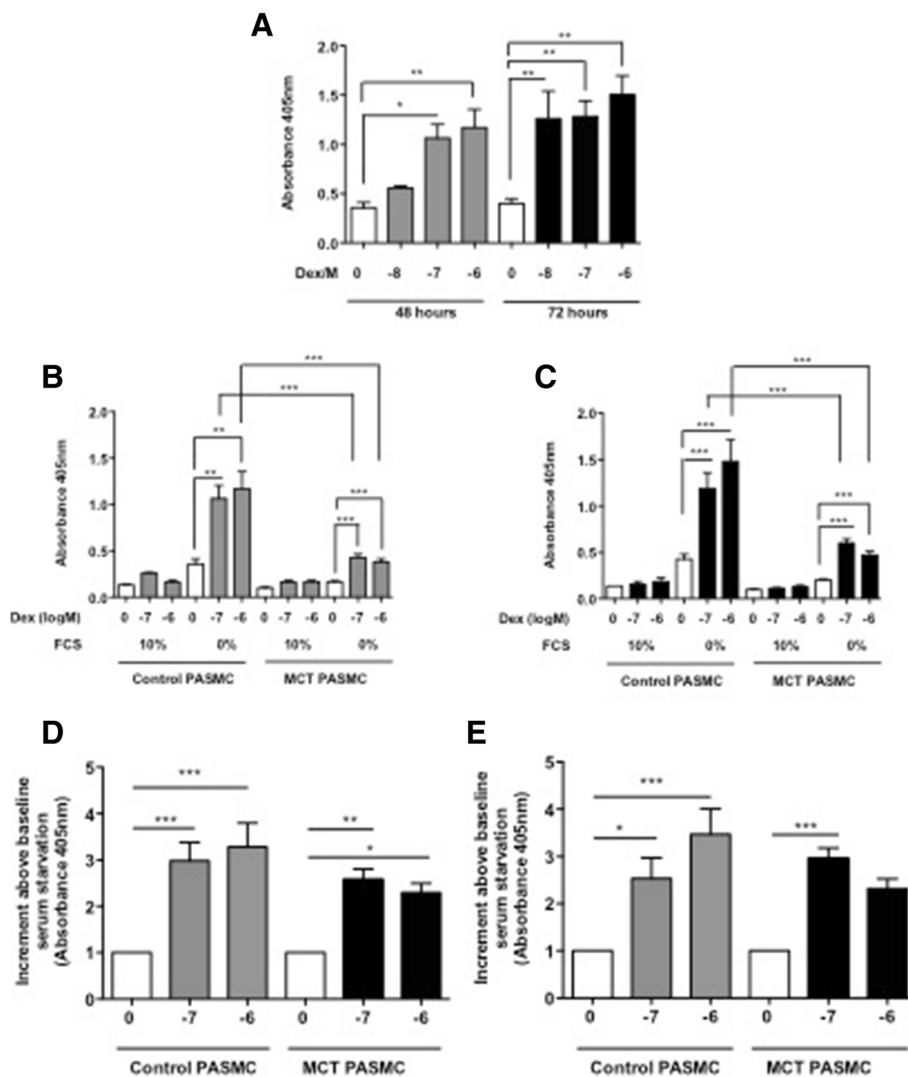 A
Absorbance 405nm
2.0
1.5
1.0
0.5
0.0
** ** ** ** *
Dex/M 0 -8 -7 -6 0 -8 -7 -6
48 hours 72 hours
B
Absorbance 405nm
2.0
1.5
1.0
0.5
0.0
*** *** ** ** *** ***
Dex (logM) 0 -7 -6 0 -7 -6 0 -7 -6 0 -7 -6
FCS 10% 0% 10% 0%
Control PASMC MCT PASMC
C
Absorbance 405nm
2.0
1.5
1.0
0.5
0.0
*** *** *** *** *** ***
Dex (logM) 0 -7 -6 0 -7 -6 0 -7 -6 0 -7 -6
FCS 10% 0% 10% 0%
Control PASMC MCT PASMC
D
Increment above baseline
serum starvation
(Absorbance 405nm)
5
4
3
2
1
0
*** *** ** *
0 -7 -6 0 -7 -6
Control PASMC MCT PASMC
E
Increment above baseline
serum starvation
(Absorbance 405nm)
5
4
3
2
1
0
*** * ***
0 -7 -6 0 -7 -6
Control PASMC MCT PASMC